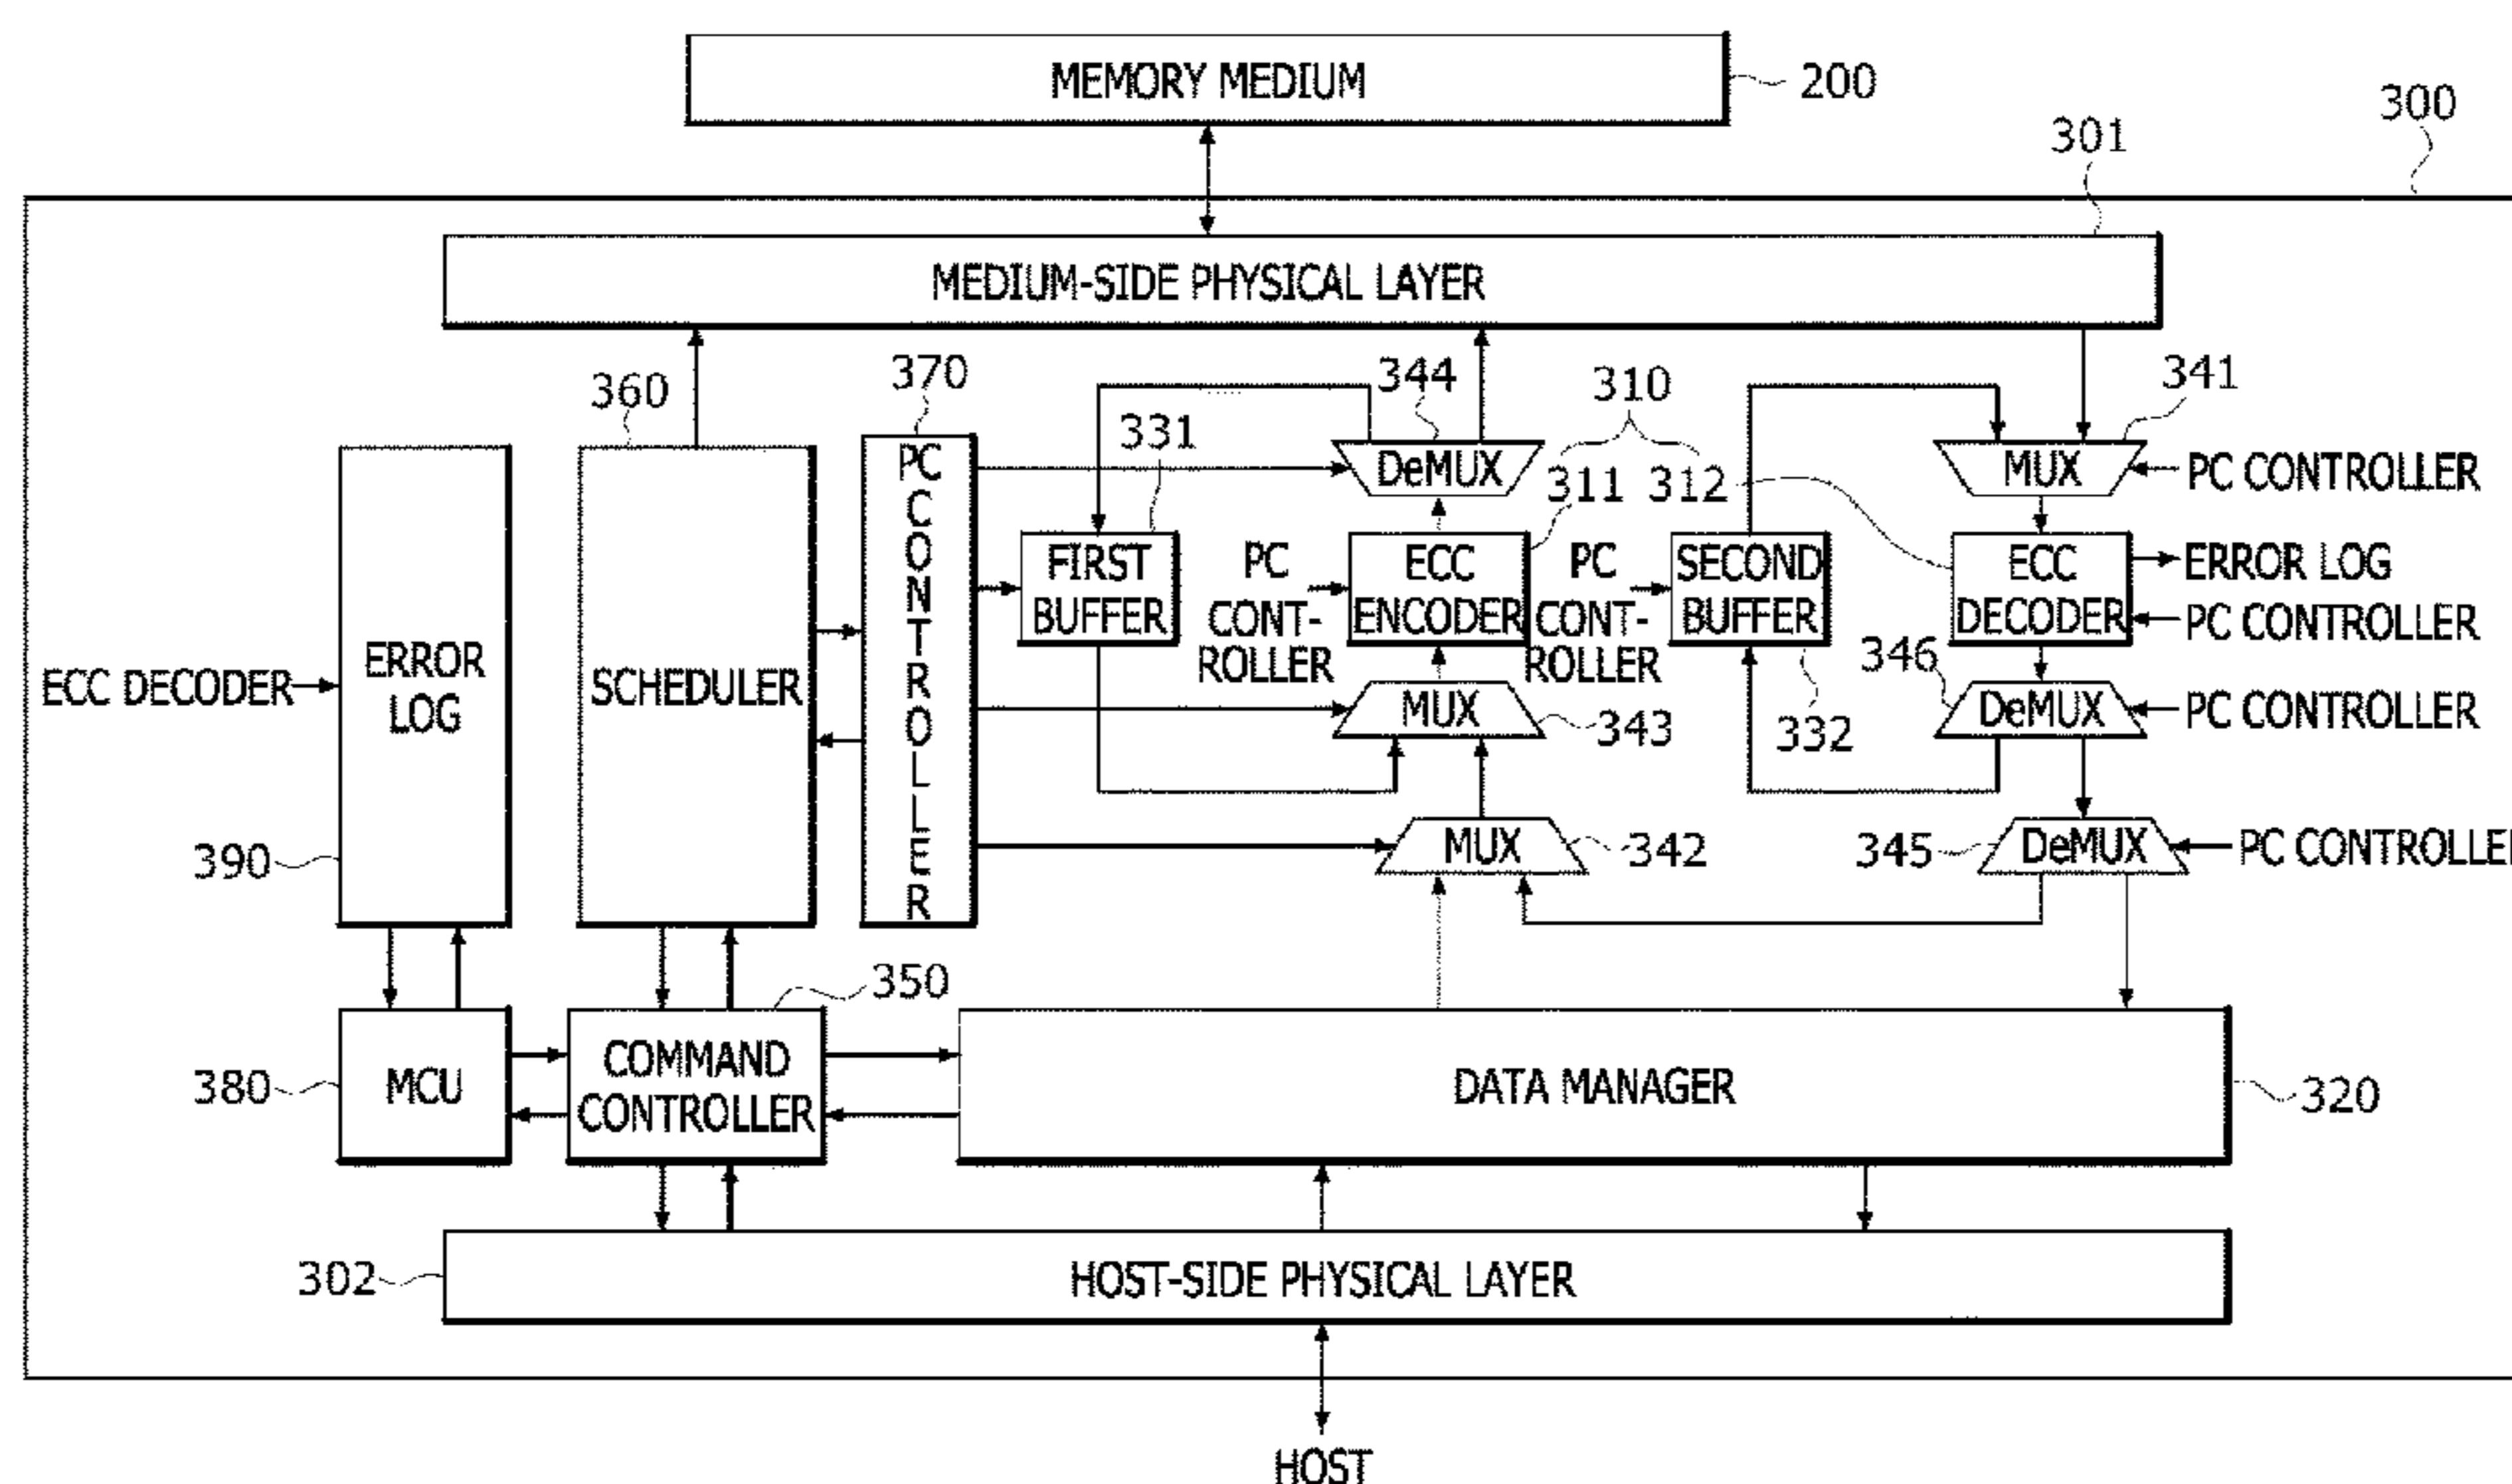 MEMORY MEDIUM
200
300
301
MEDIUM-SIDE PHYSICAL LAYER
360
370
344
310
341
331
PC CONTROLLER
DeMUX
311
312
MUX
PC CONTROLLER
FIRST
BUFFER
PC
CONT-
ROLLER
ECC
ENCODER
PC
CONT-
ROLLER
SECOND
BUFFER
ECC
DECODER
ERROR LOG
PC CONTROLLER
ECC DECODER
ERROR
LOG
SCHEDULER
MUX
343
332
346
DeMUX
PC CONTROLLER
390
MUX
342
345
DeMUX
PC CONTROLLER
350
380
MCU
COMMAND
CONTROLLER
DATA MANAGER
320
302
HOST-SIDE PHYSICAL LAYER
HOST